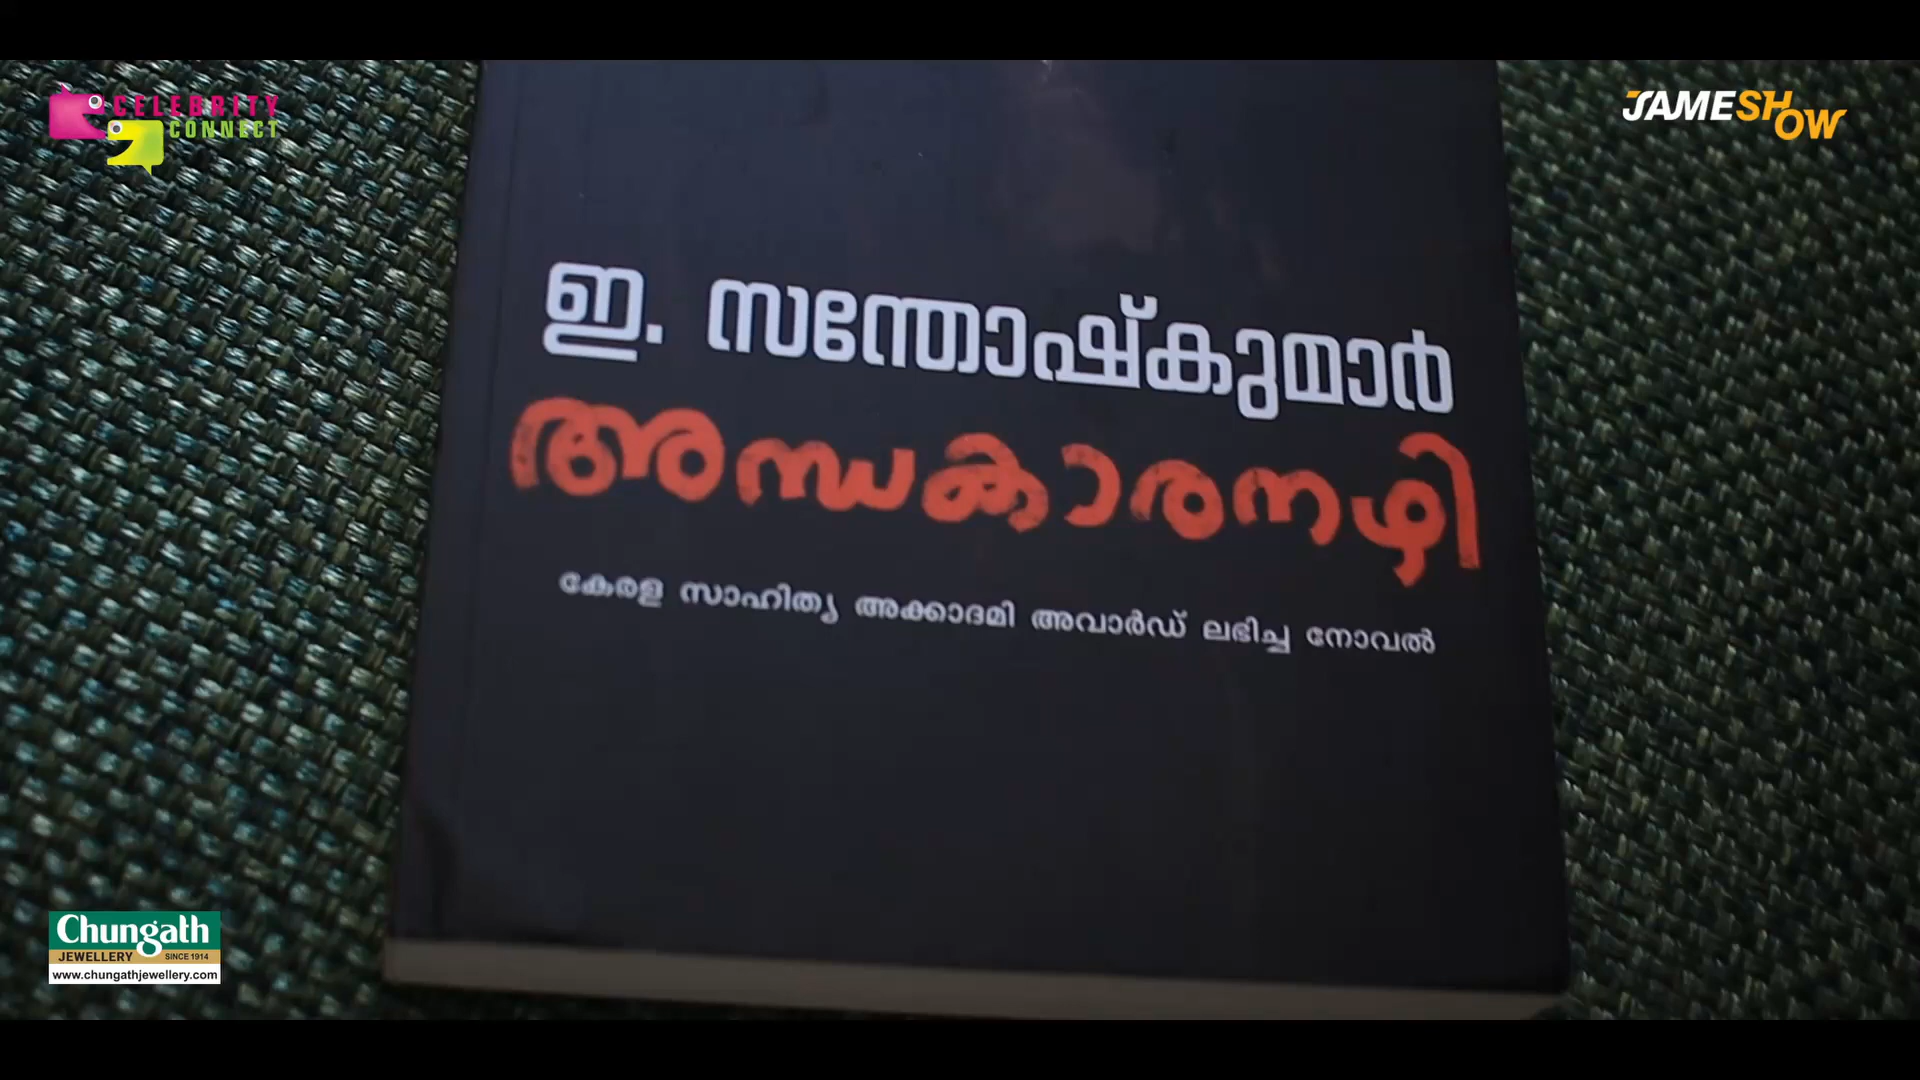 CELEBRITY
CONNECT
JAMESHOW
ഇ. സന്തോഷ്കുമാർ
അന്ധകാരനഴി
കേരള സാഹിത്യ അക്കാദമി അവാർഡ് ലഭിച്ച നോവൽ
Chungath
JEWELLERY SINCE 1914
www.chungathjewellery.com